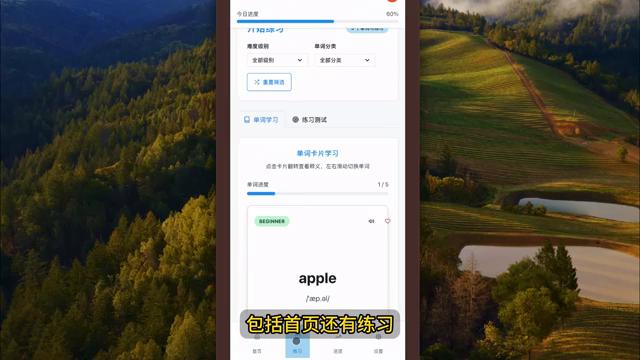 今日进度
60%
开始练习
难度级别
单词分类
全部级别
全部分类
重置筛选
单词学习
练习测试
单词卡片学习
点击卡片翻转查看释义，左右滑动切换单词
单词进度
1 / 5
BEGINNER
apple
/ˈæp.əl/
包括首页还有练习
首页
练习
进度
设置